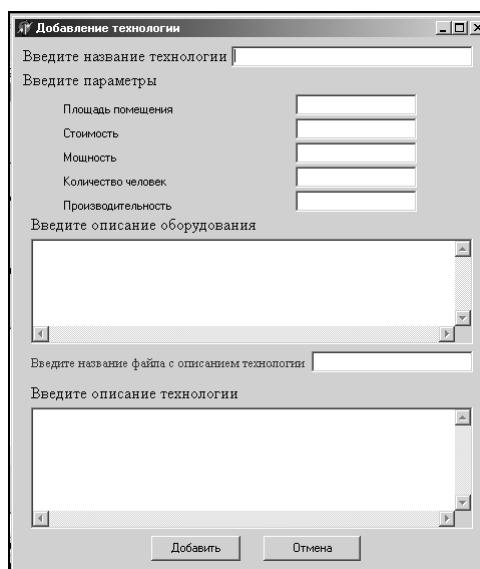 Добавление технологии
Введите название технологии
Введите параметры
Площадь помещения
Стоимость
Мощность
Количество человек
Производительность
Введите описание оборудования
Введите название файла с описанием технологии
Введите описание технологии
Добавить Отмена